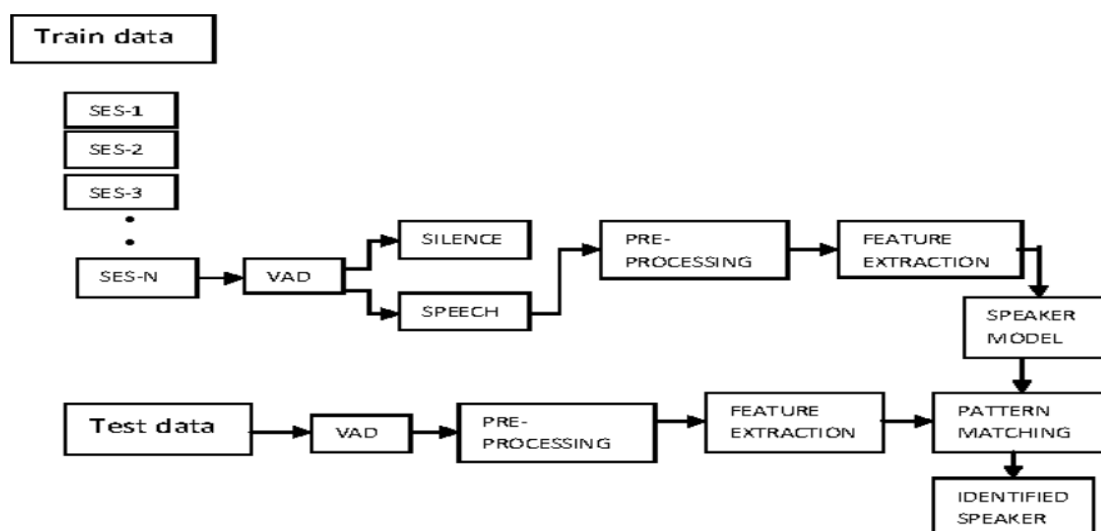 Train data
SES-1
SES-2
SES-3
SES-N
VAD
SILENCE
SPEECH
PRE-
PROCESSING
FEATURE
EXTRACTION
SPEAKER
MODEL
Test data
VAD
PRE-
PROCESSING
FEATURE
EXTRACTION
PATTERN
MATCHING
IDENTIFIED
SPEAKER